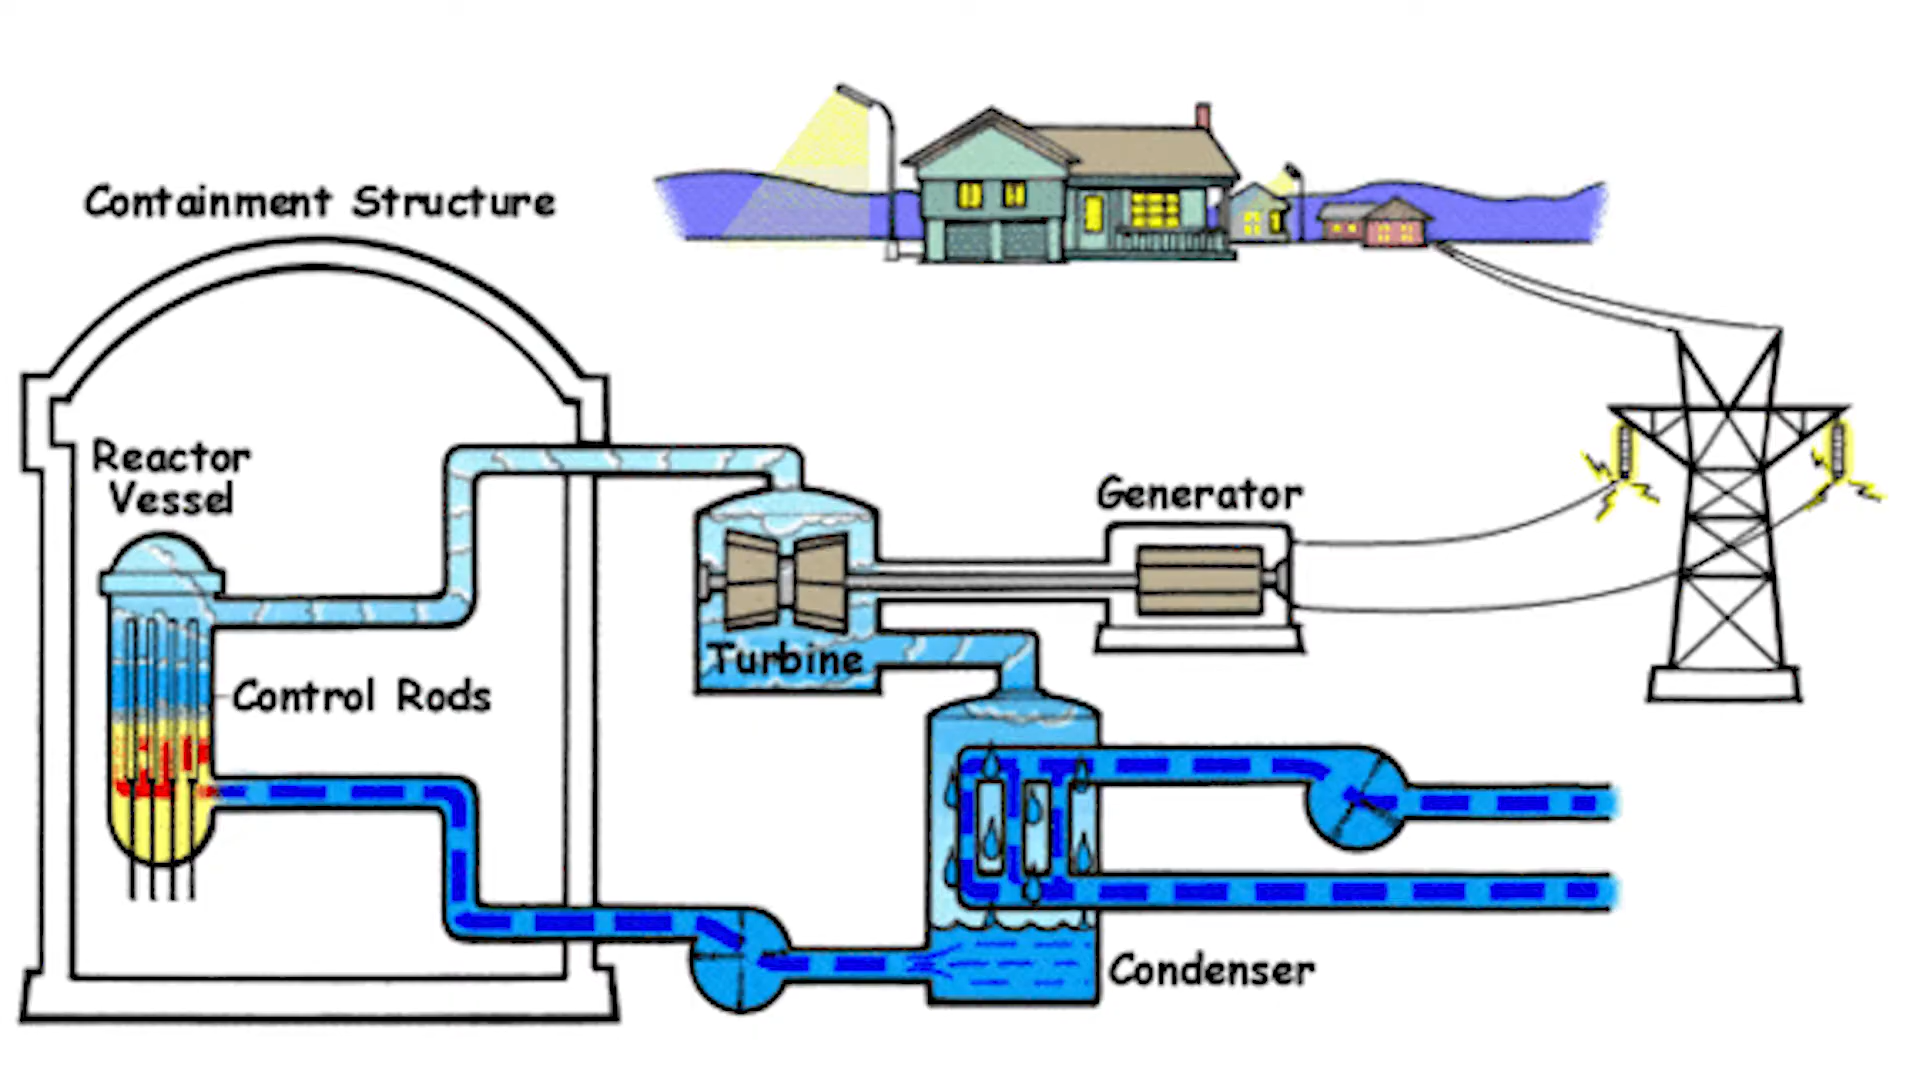 Containment Structure
Reactor
Vessel
Generator
Turbine
Control Rods
Condenser